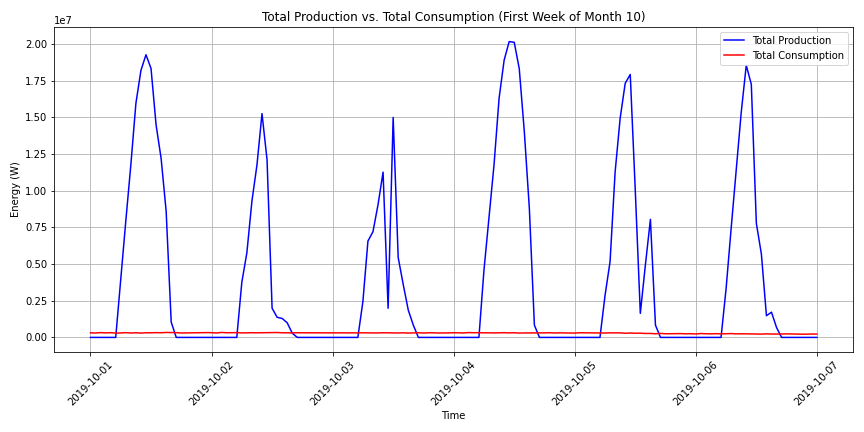 Total Production vs. Total Consumption (First Week of Month 10)
1e7
Total Production
Total Consumption
2.00
1.75
1.50
1.25
1.00
0.75
0.50
0.25
0.00
Energy (W)
2019-10-01
2019-10-02
2019-10-03
2019-10-04
2019-10-05
2019-10-06
2019-10-07
Time